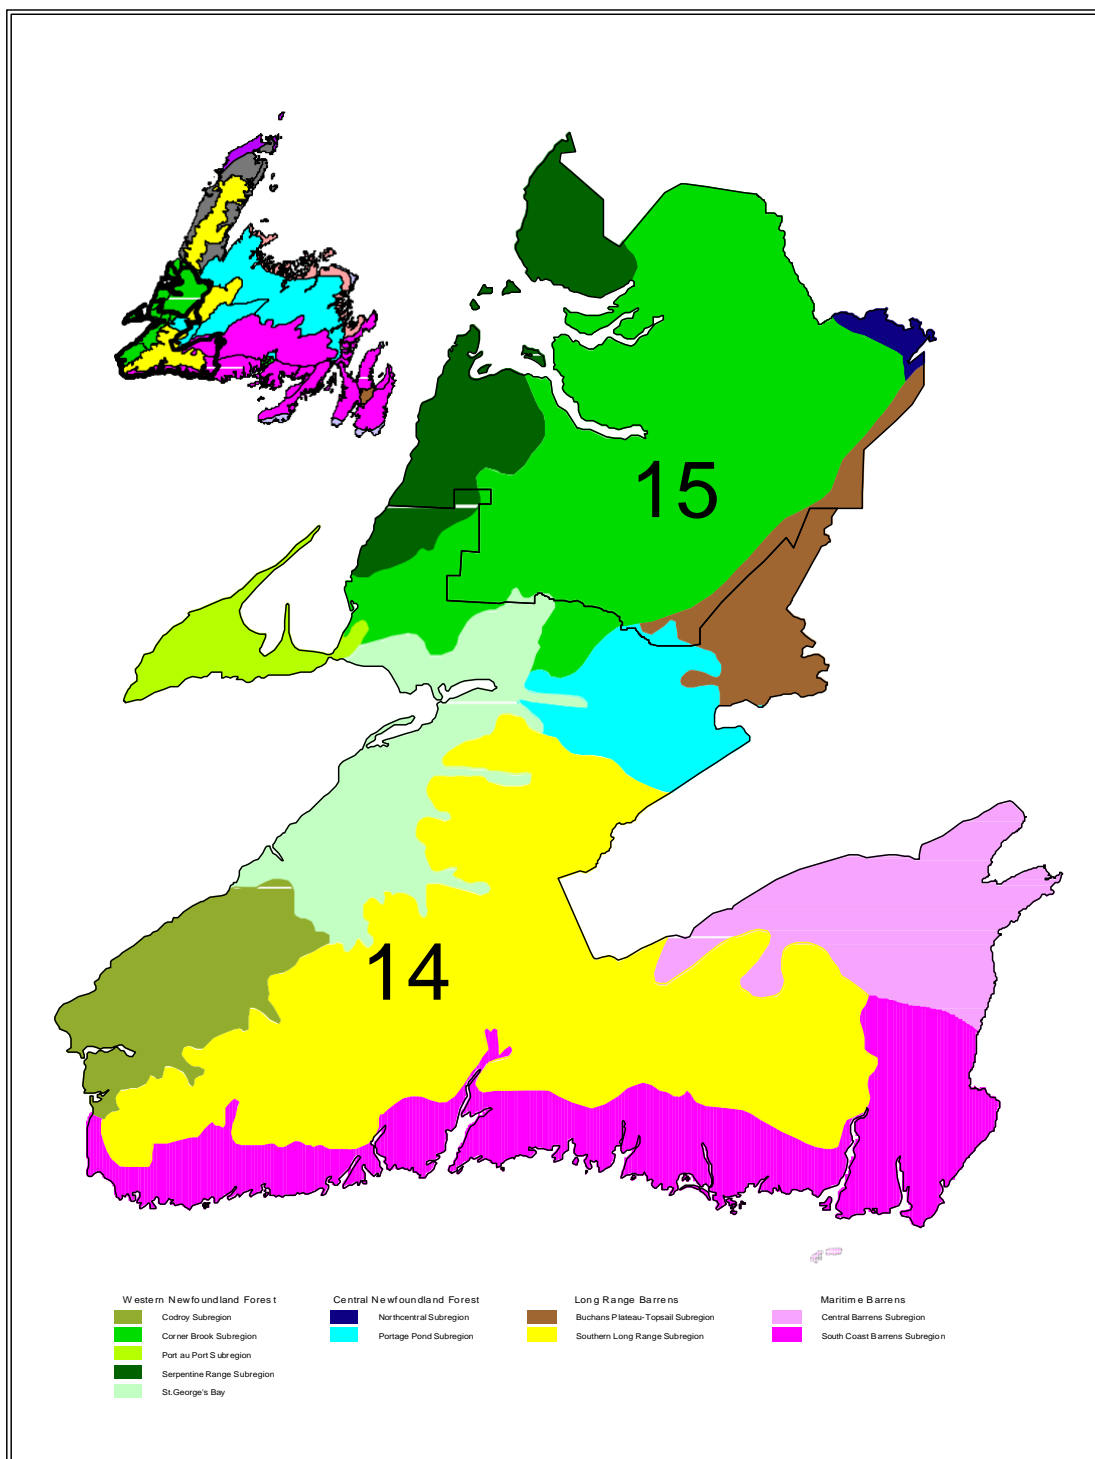 15
14
Western Newfoundland Forest
Codroy Subregion
Corner Brook Subregion
Port au Port Subregion
Serpentine Range Subregion
St.George's Bay
Central Newfoundland Forest
Northcentral Subregion
Portage Pond Subregion
Long Range Barrens
Buchans Plateau-Topsail Subregion
Southern Long Range Subregion
Maritime Barrens
Central Barrens Subregion
South Coast Barrens Subregion